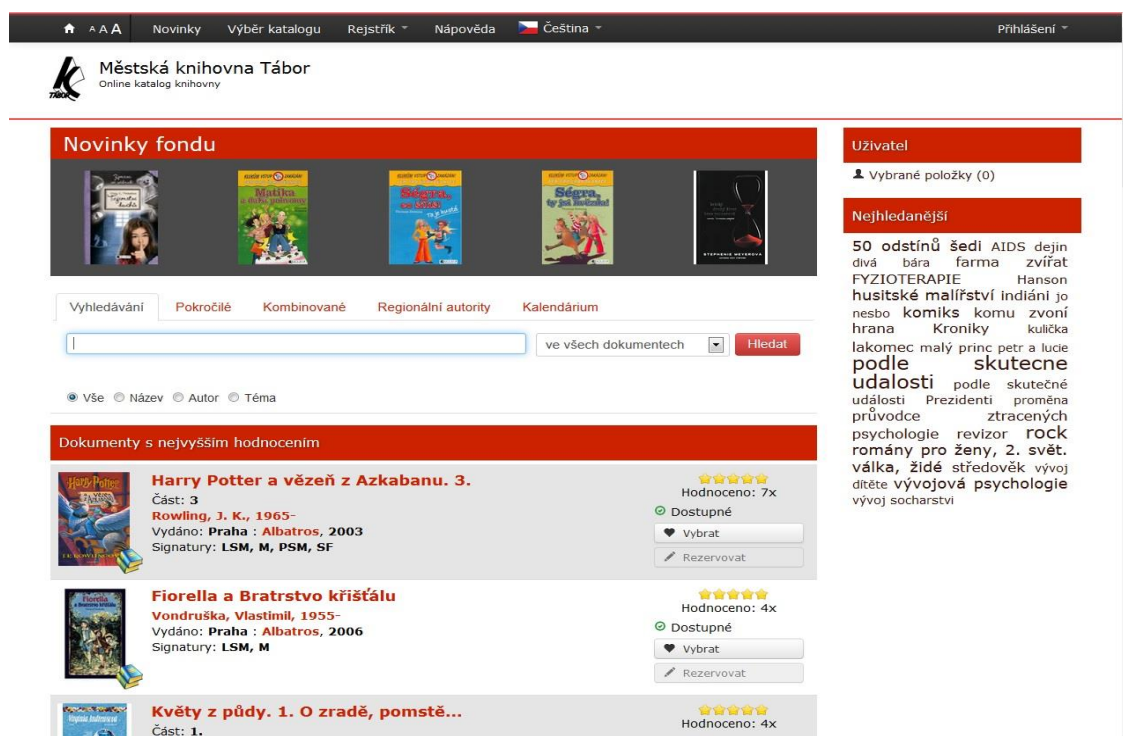 A A A Novinky Výběr katalogu Rejstřík Nápověda Čeština Přihlášení
TÁBOR
Městská knihovna Tábor
Online katalog knihovny
Novinky fondu
Matika
a duch
Ségra,
Ségra,
STEPHENIE MEYEROVÁ
Vyhledávání Pokročilé Kombinované Regionální autority Kalendárium
ve všech dokumentech Hledat
Vše Název Autor Téma
Dokumenty s nejvyšším hodnocením
Harry Potter
Harry Potter a vězeň z Azkabanu. 3.
Část: 3
Rowling, J. K., 1965-
Vydáno: Praha : Albatros, 2003
Signatury: LSM, M, PSM, SF
Hodnoceno: 7x
Dostupné
Vybrat
Rezervovat
Fiorella
Fiorella a Bratrstvo křišťálu
Vondruška, Vlastimil, 1955-
Vydáno: Praha : Albatros, 2006
Signatury: LSM, M
Hodnoceno: 4x
Dostupné
Vybrat
Rezervovat
Květy z půdy. 1. O zradě, pomstě...
Část: 1.
Hodnoceno: 4x
Uživatel
Vybrané položky (0)
Nejhledanější
50 odstínů šedi AIDS dejin
divá bára farma zvířat
FYZIOTERAPIE Hanson
husitské malířství indiáni jo
nesbo komiks komu zvoní
hrana Kroniky kulička
lakomec malý princ petr a lucie
podle skutecne
udalosti podle skutečné
události Prezidenti proměna
průvodce ztracených
psychologie revizor rock
romány pro ženy, 2. svět.
válka, židé středověk vývoj
dítěte vývojová psychologie
vývoj socharstvi